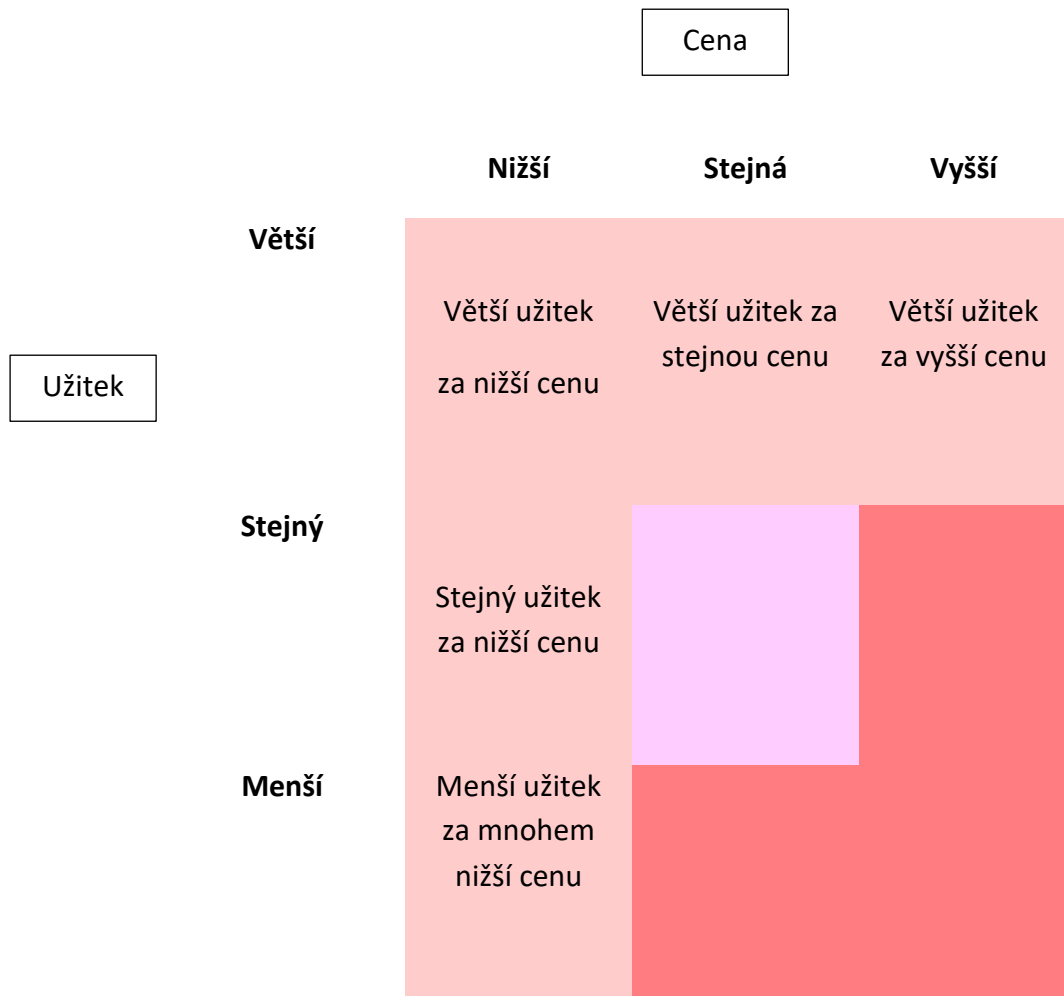 Cena
Nižší
Stejná
Vyšší
Větší
Větší užitek
za nižší cenu
Větší užitek za
stejnou cenu
Větší užitek
za vyšší cenu
Užitek
Stejný
Stejný užitek
za nižší cenu
Menší
Menší užitek
za mnohem
nižší cenu